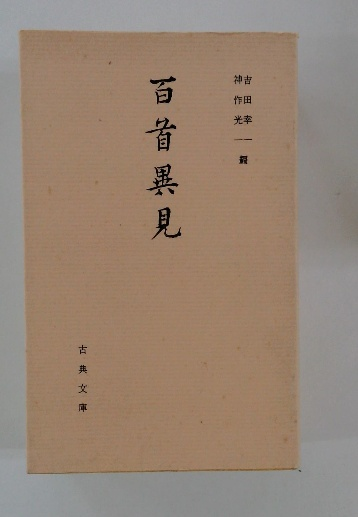 吉田幸一
神作光一
編
百首異見
古典文庫